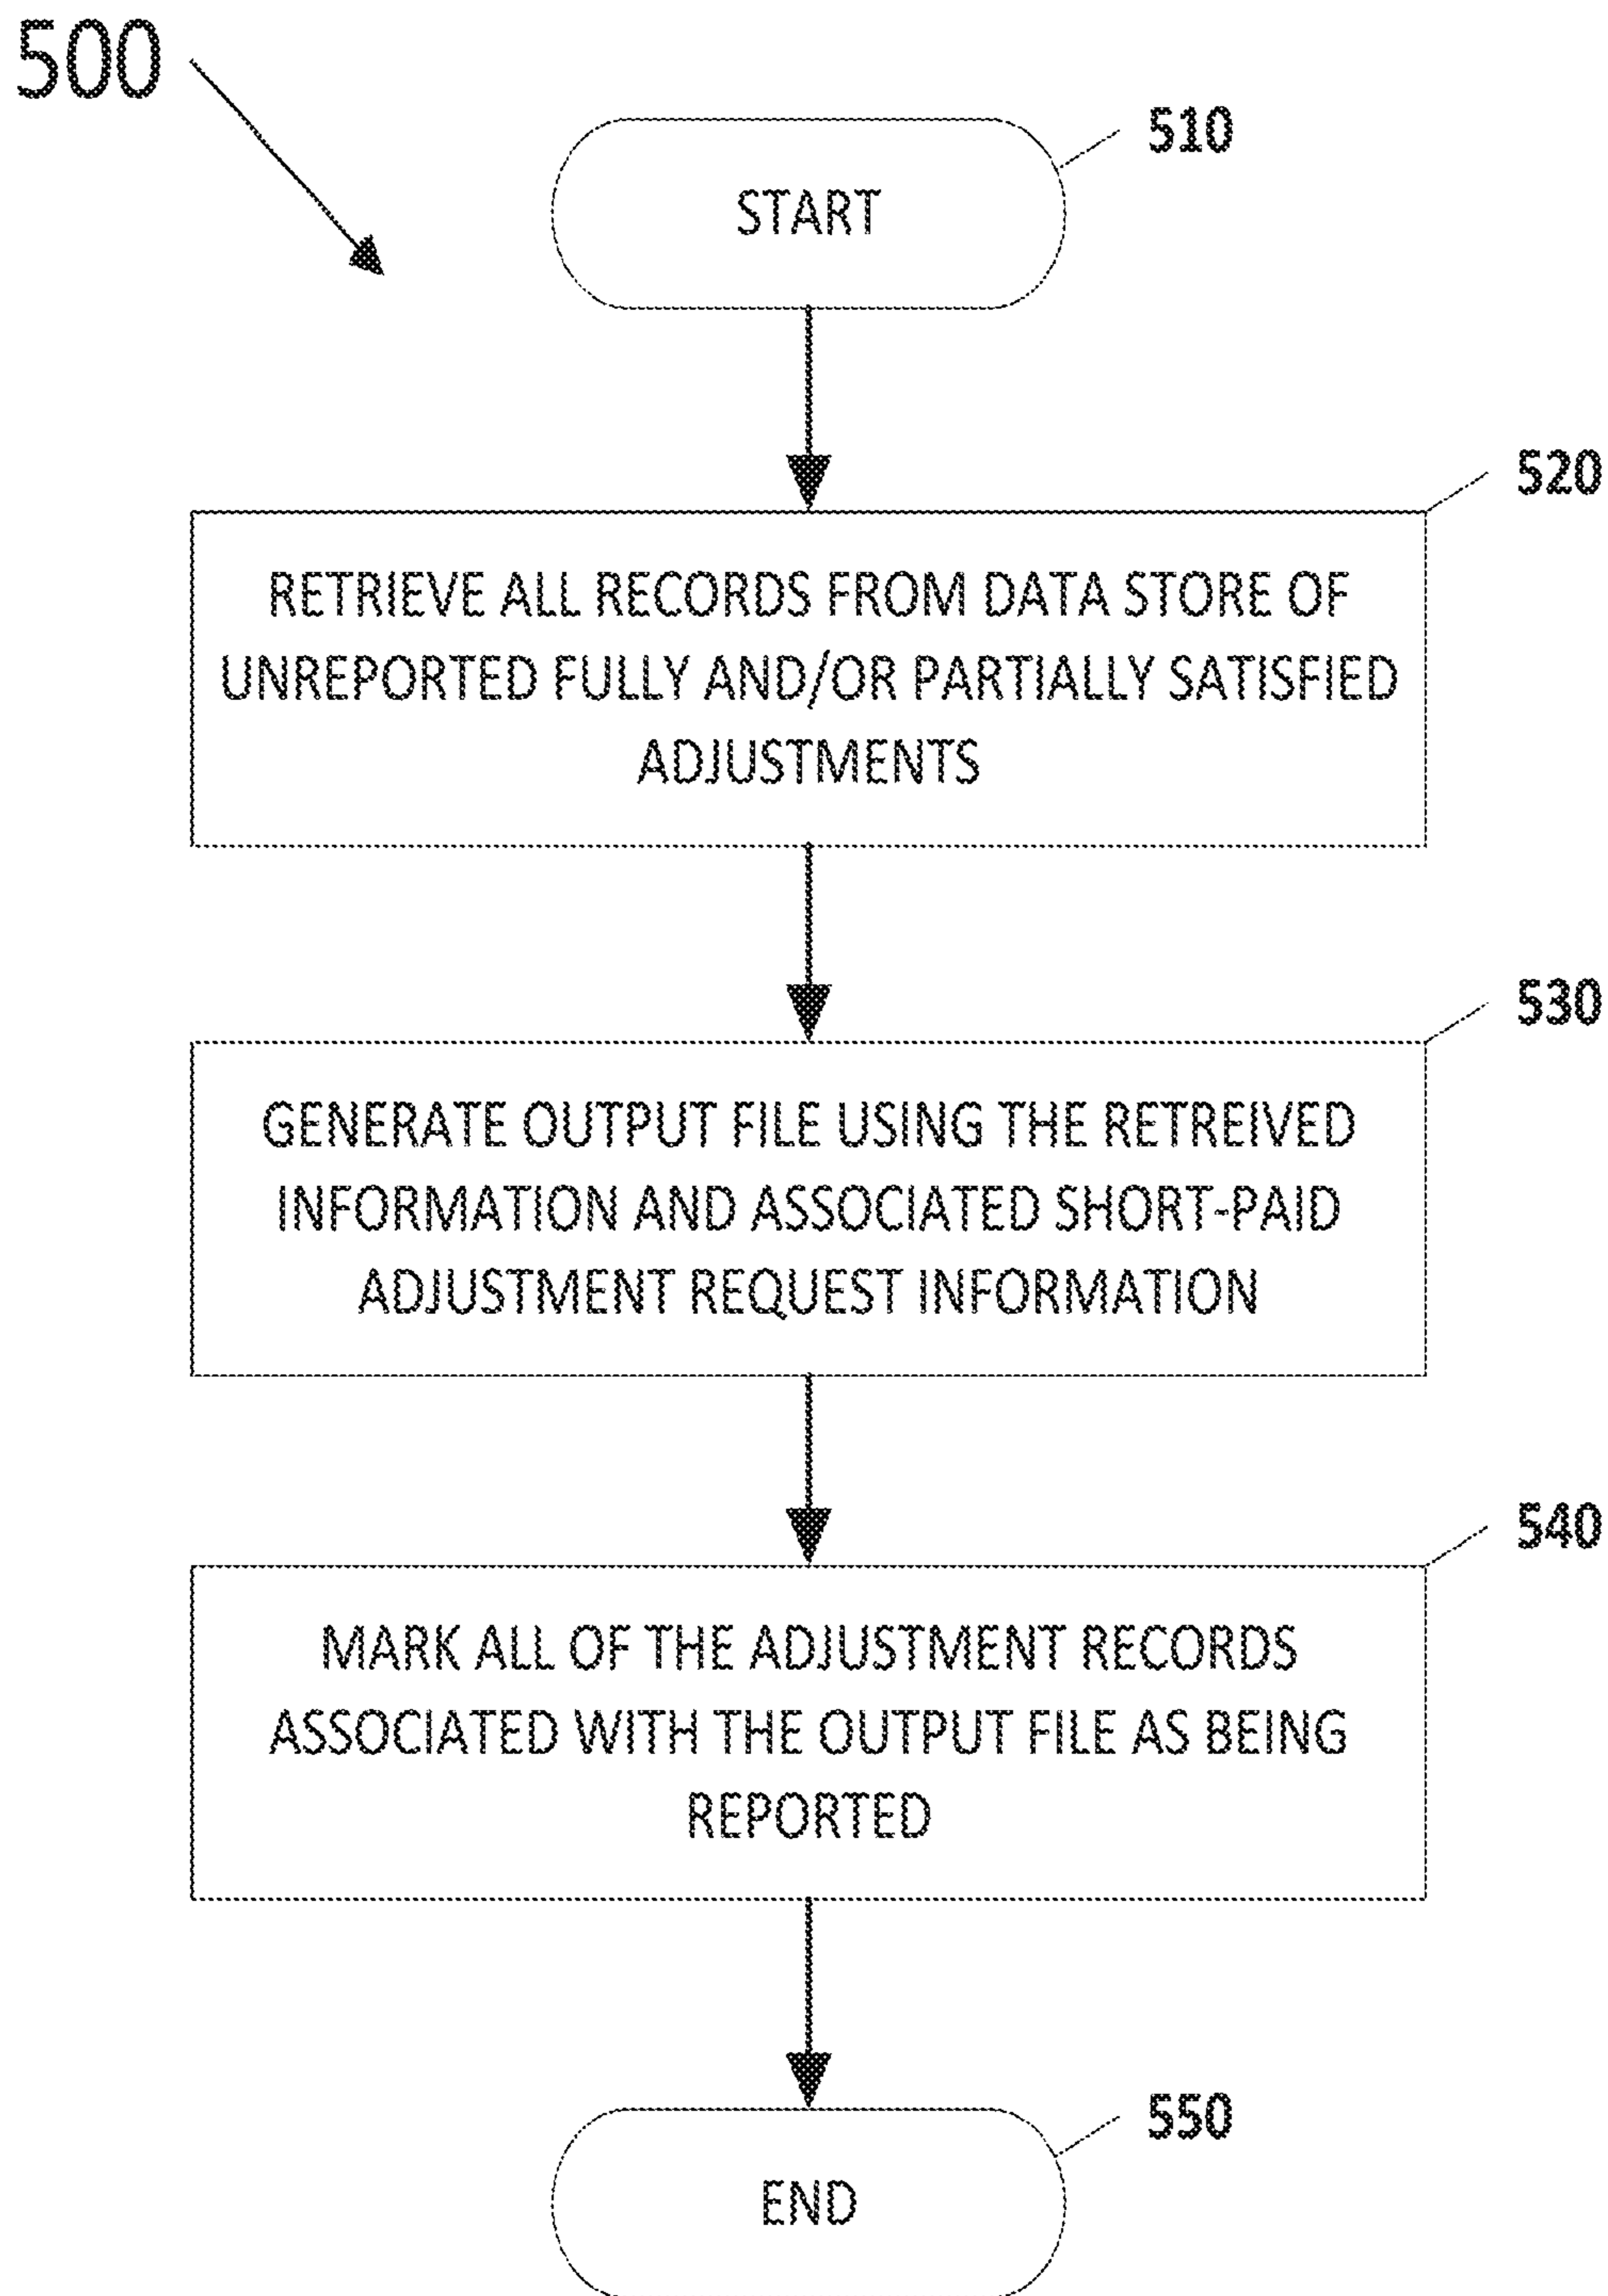 500
510
START
520
RETRIEVE ALL RECORDS FROM DATA STORE OF
UNREPORTED FULLY AND/OR PARTIALLY SATISFIED
ADJUSTMENTS
530
GENERATE OUTPUT FILE USING THE RETREIVED
INFORMATION AND ASSOCIATED SHORT-PAID
ADJUSTMENT REQUEST INFORMATION
540
MARK ALL OF THE ADJUSTMENT RECORDS
ASSOCIATED WITH THE OUTPUT FILE AS BEING
REPORTED
550
END